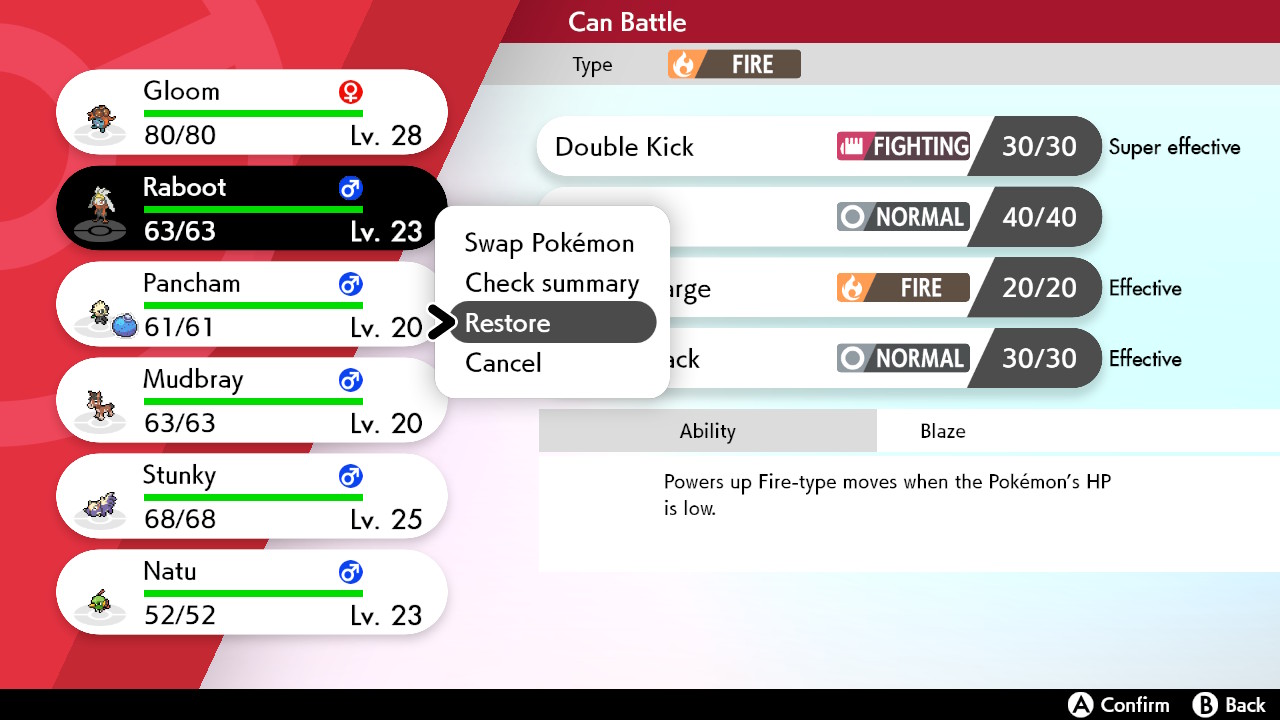 Can Battle
Type FIRE
Gloom
80/80 Lv. 28
Raboot
63/63 Lv. 23
Pancham
61/61 Lv. 20
Mudbray
63/63 Lv. 20
Stunky
68/68 Lv. 25
Natu
52/52 Lv. 23
Swap Pokémon
Check summary
Restore
Cancel
Double Kick FIGHTING 30/30 Super effective
NORMAL 40/40
arge FIRE 20/20 Effective
ack NORMAL 30/30 Effective
Ability Blaze
Powers up Fire-type moves when the Pokémon's HP
is low.
A Confirm B Back